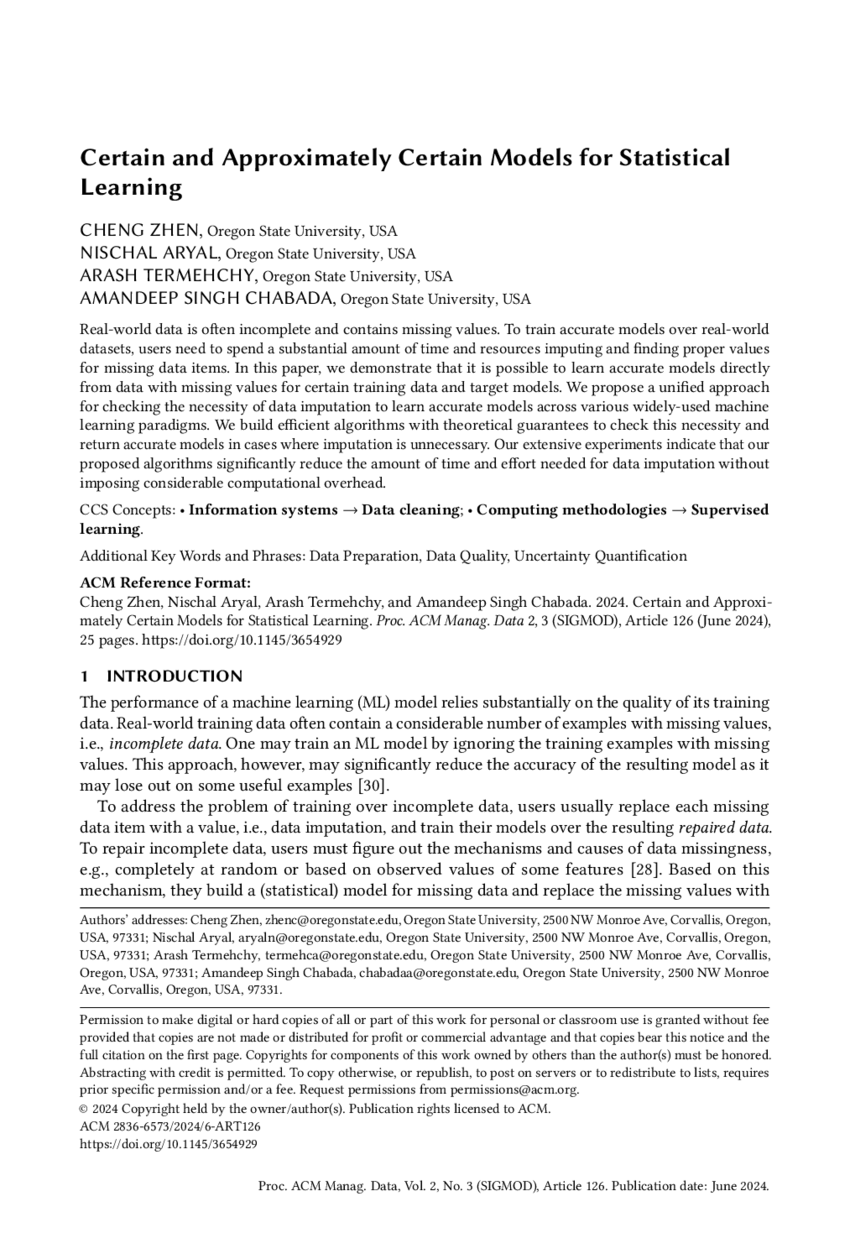 Certain and Approximately Certain Models for Statistical
Learning
CHENG ZHEN, Oregon State University, USA
NISCHAL ARYAL, Oregon State University, USA
ARASH TERMEHCHY, Oregon State University, USA
AMANDEEP SINGH CHABADA, Oregon State University, USA
Real-world data is often incomplete and contains missing values. To train accurate models over real-world
datasets, users need to spend a substantial amount of time and resources imputing and finding proper values
for missing data items. In this paper, we demonstrate that it is possible to learn accurate models directly
from data with missing values for certain training data and target models. We propose a unified approach
for checking the necessity of data imputation to learn accurate models across various widely-used machine
learning paradigms. We build efficient algorithms with theoretical guarantees to check this necessity and
return accurate models in cases where imputation is unnecessary. Our extensive experiments indicate that our
proposed algorithms significantly reduce the amount of time and effort needed for data imputation without
imposing considerable computational overhead.
CCS Concepts: • Information systems → Data cleaning; • Computing methodologies → Supervised
learning.
Additional Key Words and Phrases: Data Preparation, Data Quality, Uncertainty Quantification
ACM Reference Format:
Cheng Zhen, Nischal Aryal, Arash Termehchy, and Amandeep Singh Chabada. 2024. Certain and Approxi-
mately Certain Models for Statistical Learning. Proc. ACM Manag. Data 2, 3 (SIGMOD), Article 126 (June 2024),
25 pages. https://doi.org/10.1145/3654929
1 INTRODUCTION
The performance of a machine learning (ML) model relies substantially on the quality of its training
data. Real-world training data often contain a considerable number of examples with missing values,
i.e., incomplete data. One may train an ML model by ignoring the training examples with missing
values. This approach, however, may significantly reduce the accuracy of the resulting model as it
may lose out on some useful examples [30].
To address the problem of training over incomplete data, users usually replace each missing
data item with a value, i.e., data imputation, and train their models over the resulting repaired data.
To repair incomplete data, users must figure out the mechanisms and causes of data missingness,
e.g., completely at random or based on observed values of some features [28]. Based on this
mechanism, they build a (statistical) model for missing data and replace the missing values with
Authors' addresses: Cheng Zhen, zhenc@oregonstate.edu, Oregon State University, 2500 NW Monroe Ave, Corvallis, Oregon,
USA, 97331; Nischal Aryal, aryaln@oregonstate.edu, Oregon State University, 2500 NW Monroe Ave, Corvallis, Oregon,
USA, 97331; Arash Termehchy, termehca@oregonstate.edu, Oregon State University, 2500 NW Monroe Ave, Corvallis,
Oregon, USA, 97331; Amandeep Singh Chabada, chabadaa@oregonstate.edu, Oregon State University, 2500 NW Monroe
Ave, Corvallis, Oregon, USA, 97331.
Permission to make digital or hard copies of all or part of this work for personal or classroom use is granted without fee
provided that copies are not made or distributed for profit or commercial advantage and that copies bear this notice and the
full citation on the first page. Copyrights for components of this work owned by others than the author(s) must be honored.
Abstracting with credit is permitted. To copy otherwise, or republish, to post on servers or to redistribute to lists, requires
prior specific permission and/or a fee. Request permissions from permissions@acm.org.
© 2024 Copyright held by the owner/author(s). Publication rights licensed to ACM.
ACM 2836-6573/2024/6-ART126
https://doi.org/10.1145/3654929
Proc. ACM Manag. Data, Vol. 2, No. 3 (SIGMOD), Article 126. Publication date: June 2024.